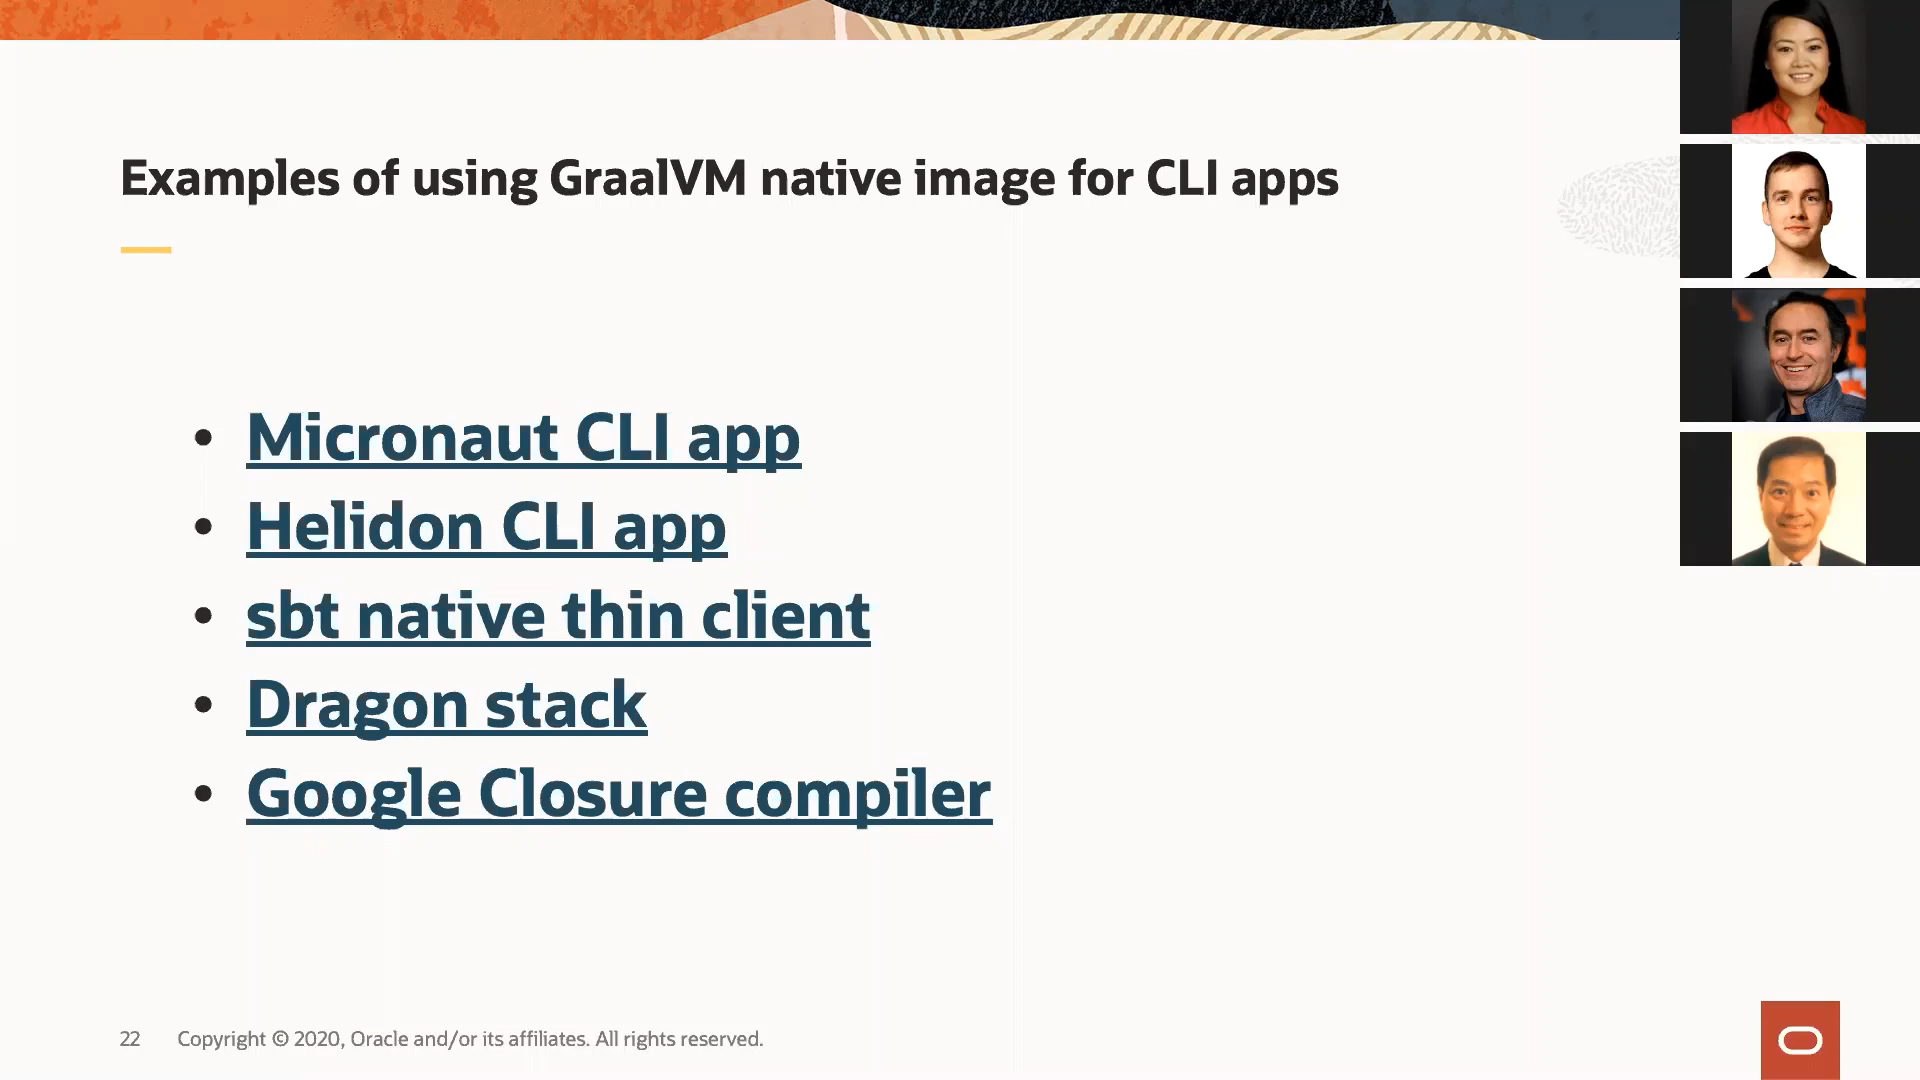 Examples of using GraalVM native image for CLI apps
• Micronaut CLI app
• Helidon CLI app
• sbt native thin client
• Dragon stack
• Google Closure compiler
22 Copyright © 2020, Oracle and/or its affiliates. All rights reserved.